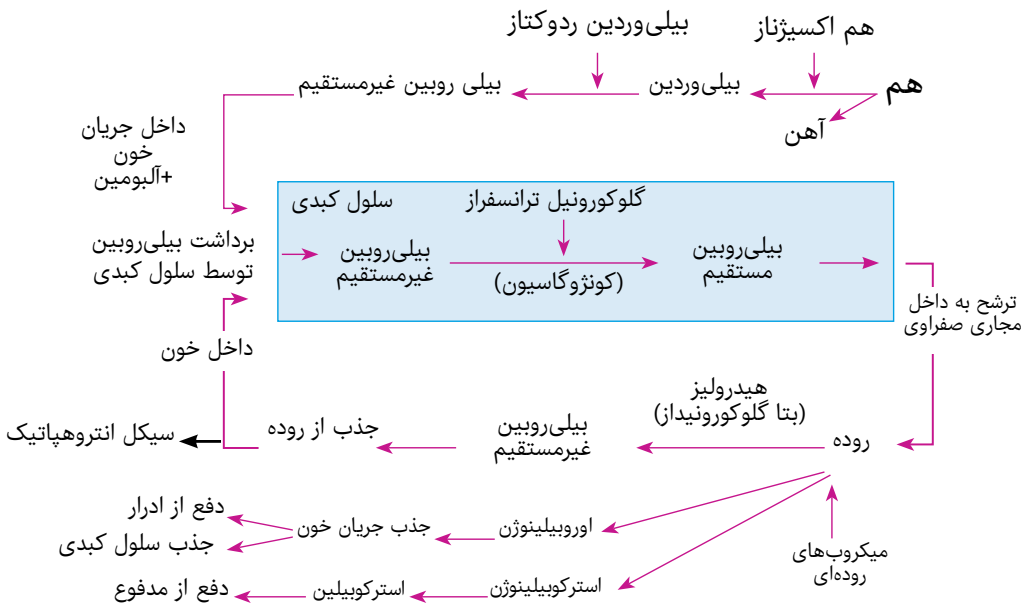 هم اکسیژناز
بیلی‌وردین ردوکتاز
هم
بیلی‌وردین
بیلی روبین غیرمستقیم
آهن
داخل جریان
خون
+آلبومین
برداشت بیلی‌روبین
توسط سلول کبدی
سلول کبدی
گلوکورونیل ترانسفراز
بیلی‌روبین
غیرمستقیم
(کونژوگاسیون)
بیلی‌روبین
مستقیم
ترشح به داخل
مجاری صفراوی
داخل خون
روده
هیدرولیز
(بتا گلوکورونیداز)
بیلی‌روبین
غیرمستقیم
جذب از روده
سیکل انتروهپاتیک
میکروب‌های
روده‌ای
اوروبیلینوژن
جذب جریان خون
دفع از ادرار
جذب سلول کبدی
استرکوبیلینوژن
استرکوبیلین
دفع از مدفوع